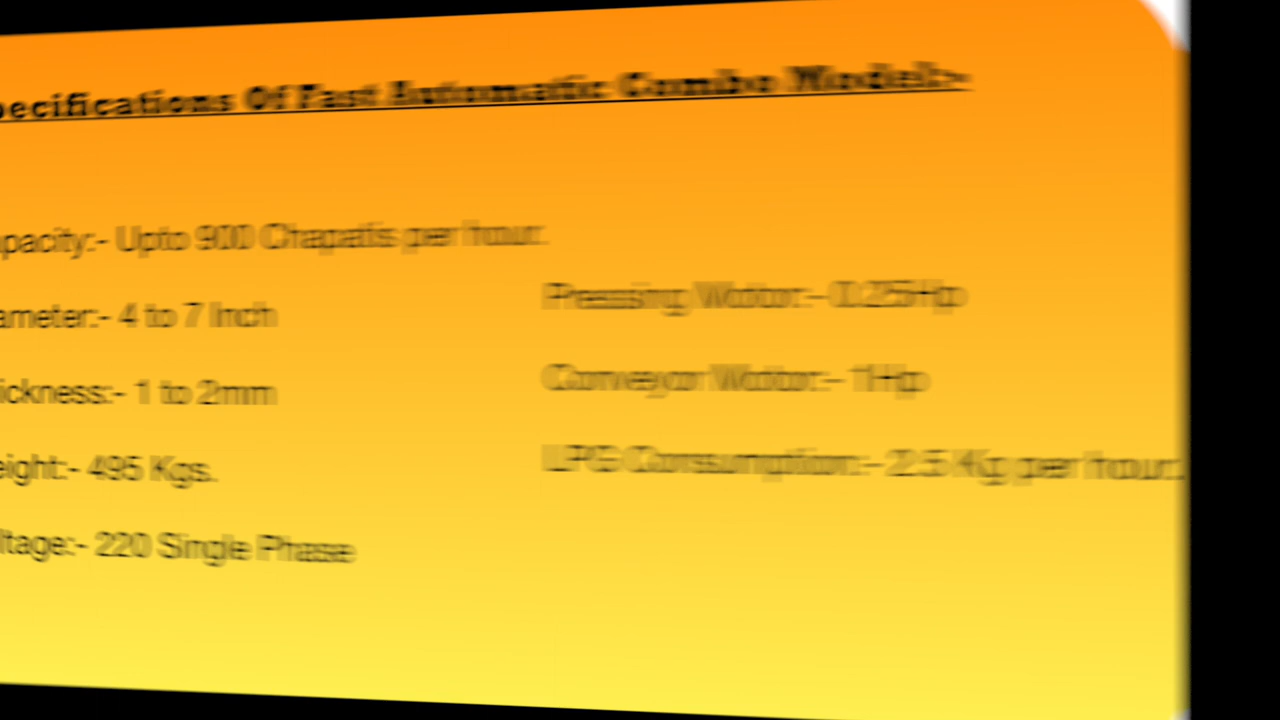 pecifications Of Fast Automatic Combo Model:-
pacity:- Upto 900 Chapatis per hour.
ameter:- 4 to 7 Inch
ickness:- 1 to 2mm
eight:- 495 Kgs.
ltage:- 220 Single Phase
Pressing Motor:- 0.25Hp
Conveyor Motor:- 1Hp
LPG Consumption:- 2.5 Kg per hour.